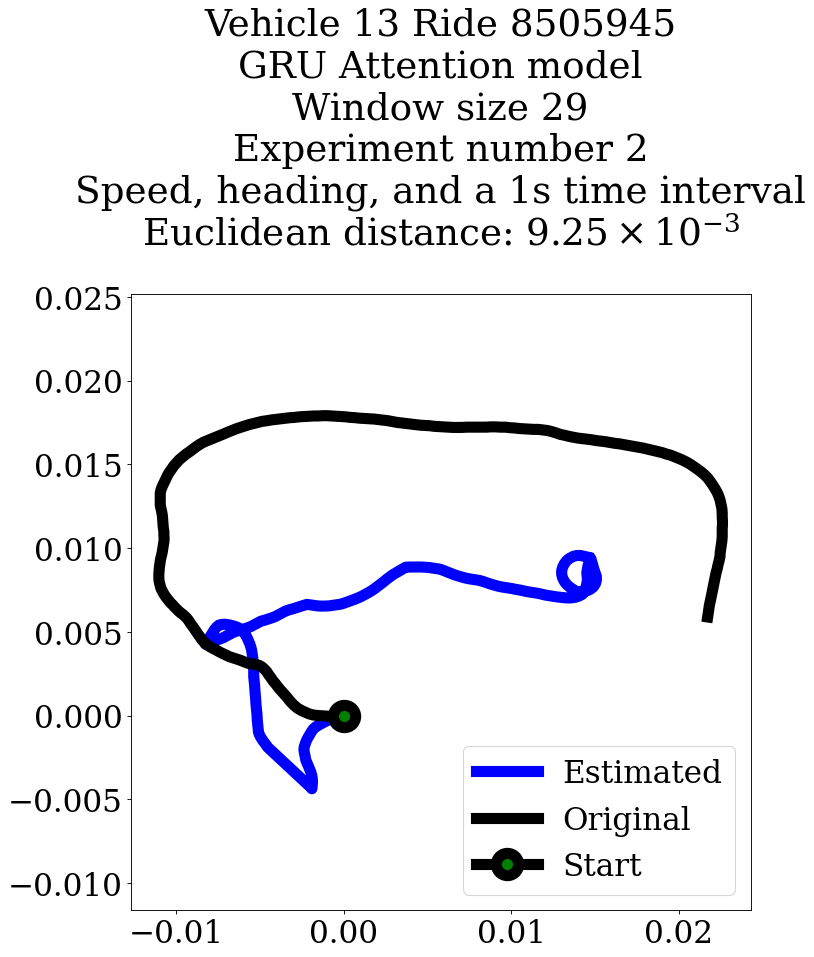 Vehicle 13 Ride 8505945
GRU Attention model
Window size 29
Experiment number 2
Speed, heading, and a 1s time interval
Euclidean distance: 9.25 × 10⁻³
0.025
0.020
0.015
0.010
0.005
0.000
−0.005
−0.010
−0.01 0.00 0.01 0.02
Estimated
Original
Start